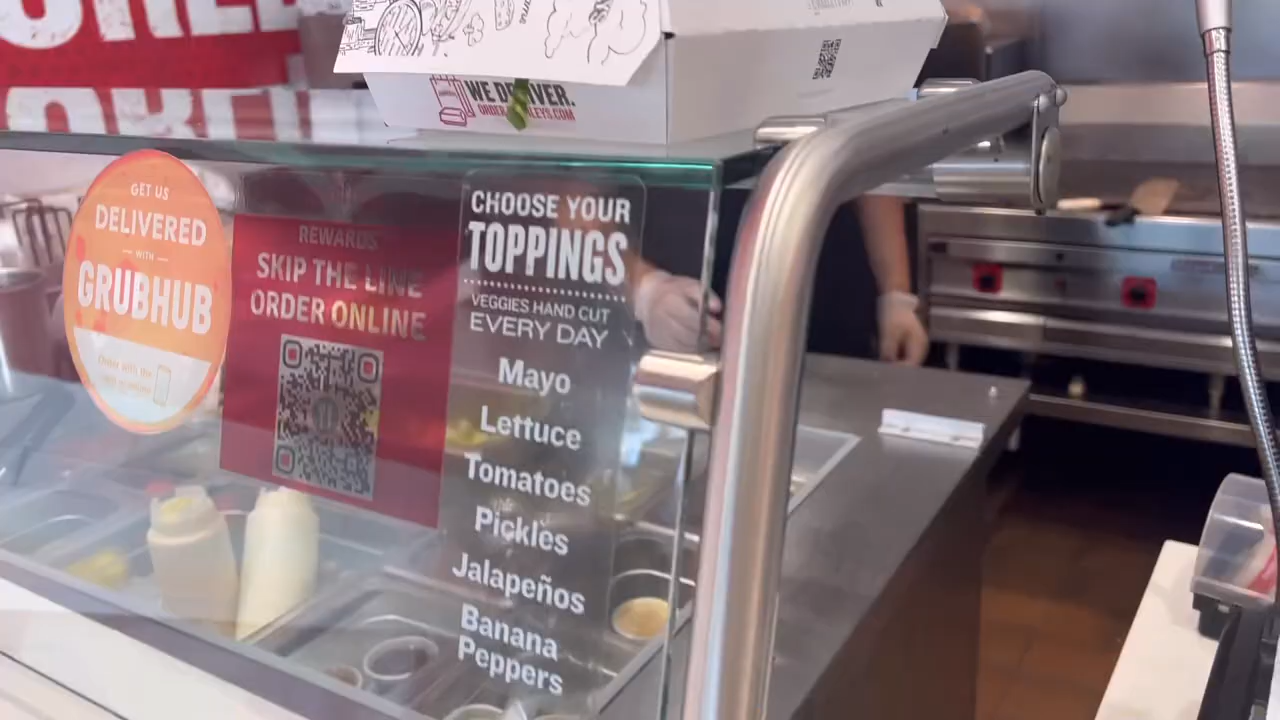 WE DELIVER.
GET US
DELIVERED
WITH
GRUBHUB
REWARDS
SKIP THE LINE
ORDER ONLINE
CHOOSE YOUR
TOPPINGS
VEGGIES HAND CUT
EVERY DAY
Mayo
Lettuce
Tomatoes
Pickles
Jalapeños
Banana
Peppers